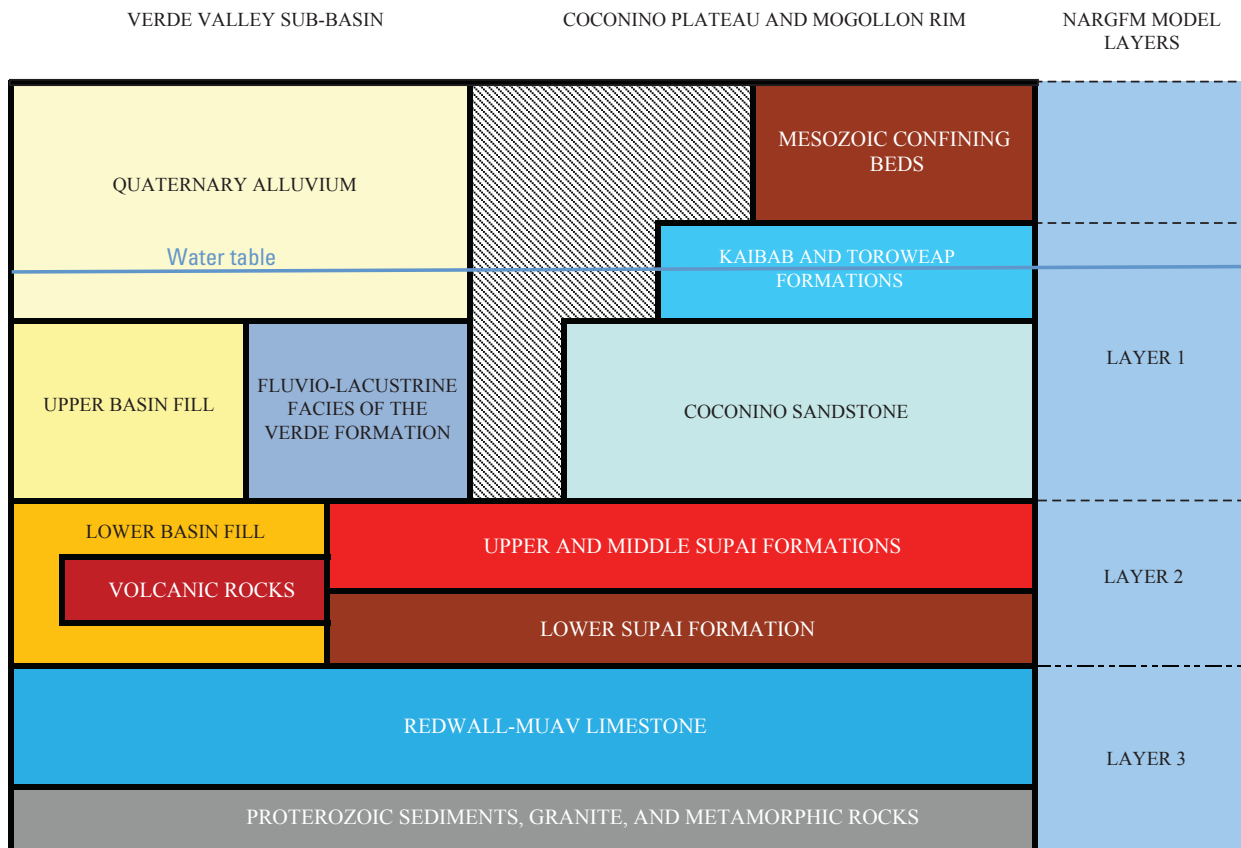 VERDE VALLEY SUB-BASIN
COCONINO PLATEAU AND MOGOLLON RIM
NARGFM MODEL
LAYERS
MESOZOIC CONFINING
BEDS
QUATERNARY ALLUVIUM
Water table
KAIBAB AND TOROWEAP
FORMATIONS
UPPER BASIN FILL
FLUVIO-LACUSTRINE
FACIES OF THE
VERDE FORMATION
COCONINO SANDSTONE
LAYER 1
LOWER BASIN FILL
VOLCANIC ROCKS
UPPER AND MIDDLE SUPAI FORMATIONS
LOWER SUPAI FORMATION
LAYER 2
REDWALL-MUAV LIMESTONE
LAYER 3
PROTEROZOIC SEDIMENTS, GRANITE, AND METAMORPHIC ROCKS